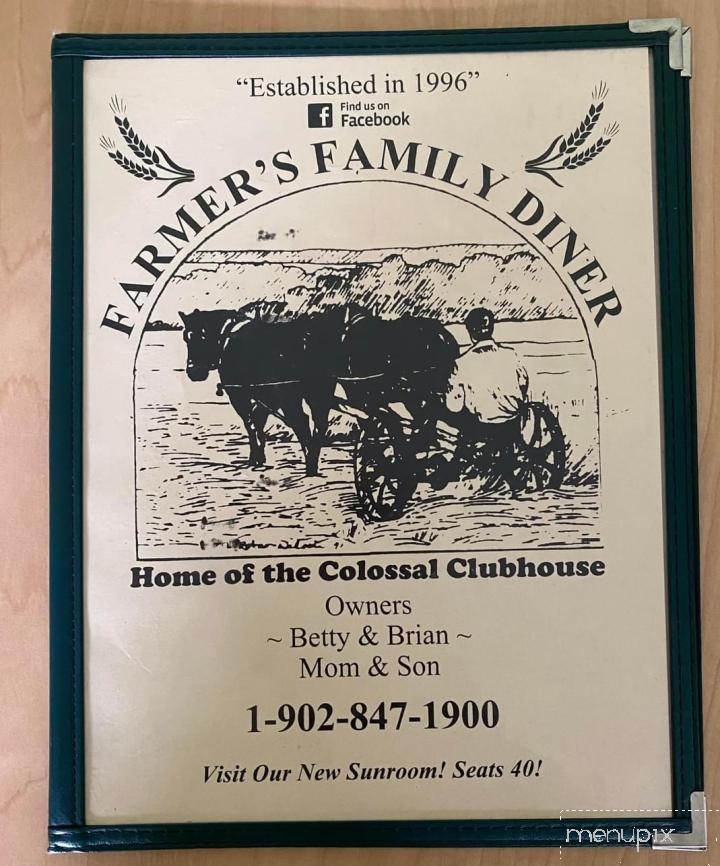 “Established in 1996”
f Find us on
Facebook
FARMER’S FAMILY DINER
Home of the Colossal Clubhouse
Owners
~ Betty & Brian ~
Mom & Son
1-902-847-1900
Visit Our New Sunroom! Seats 40!
menupix